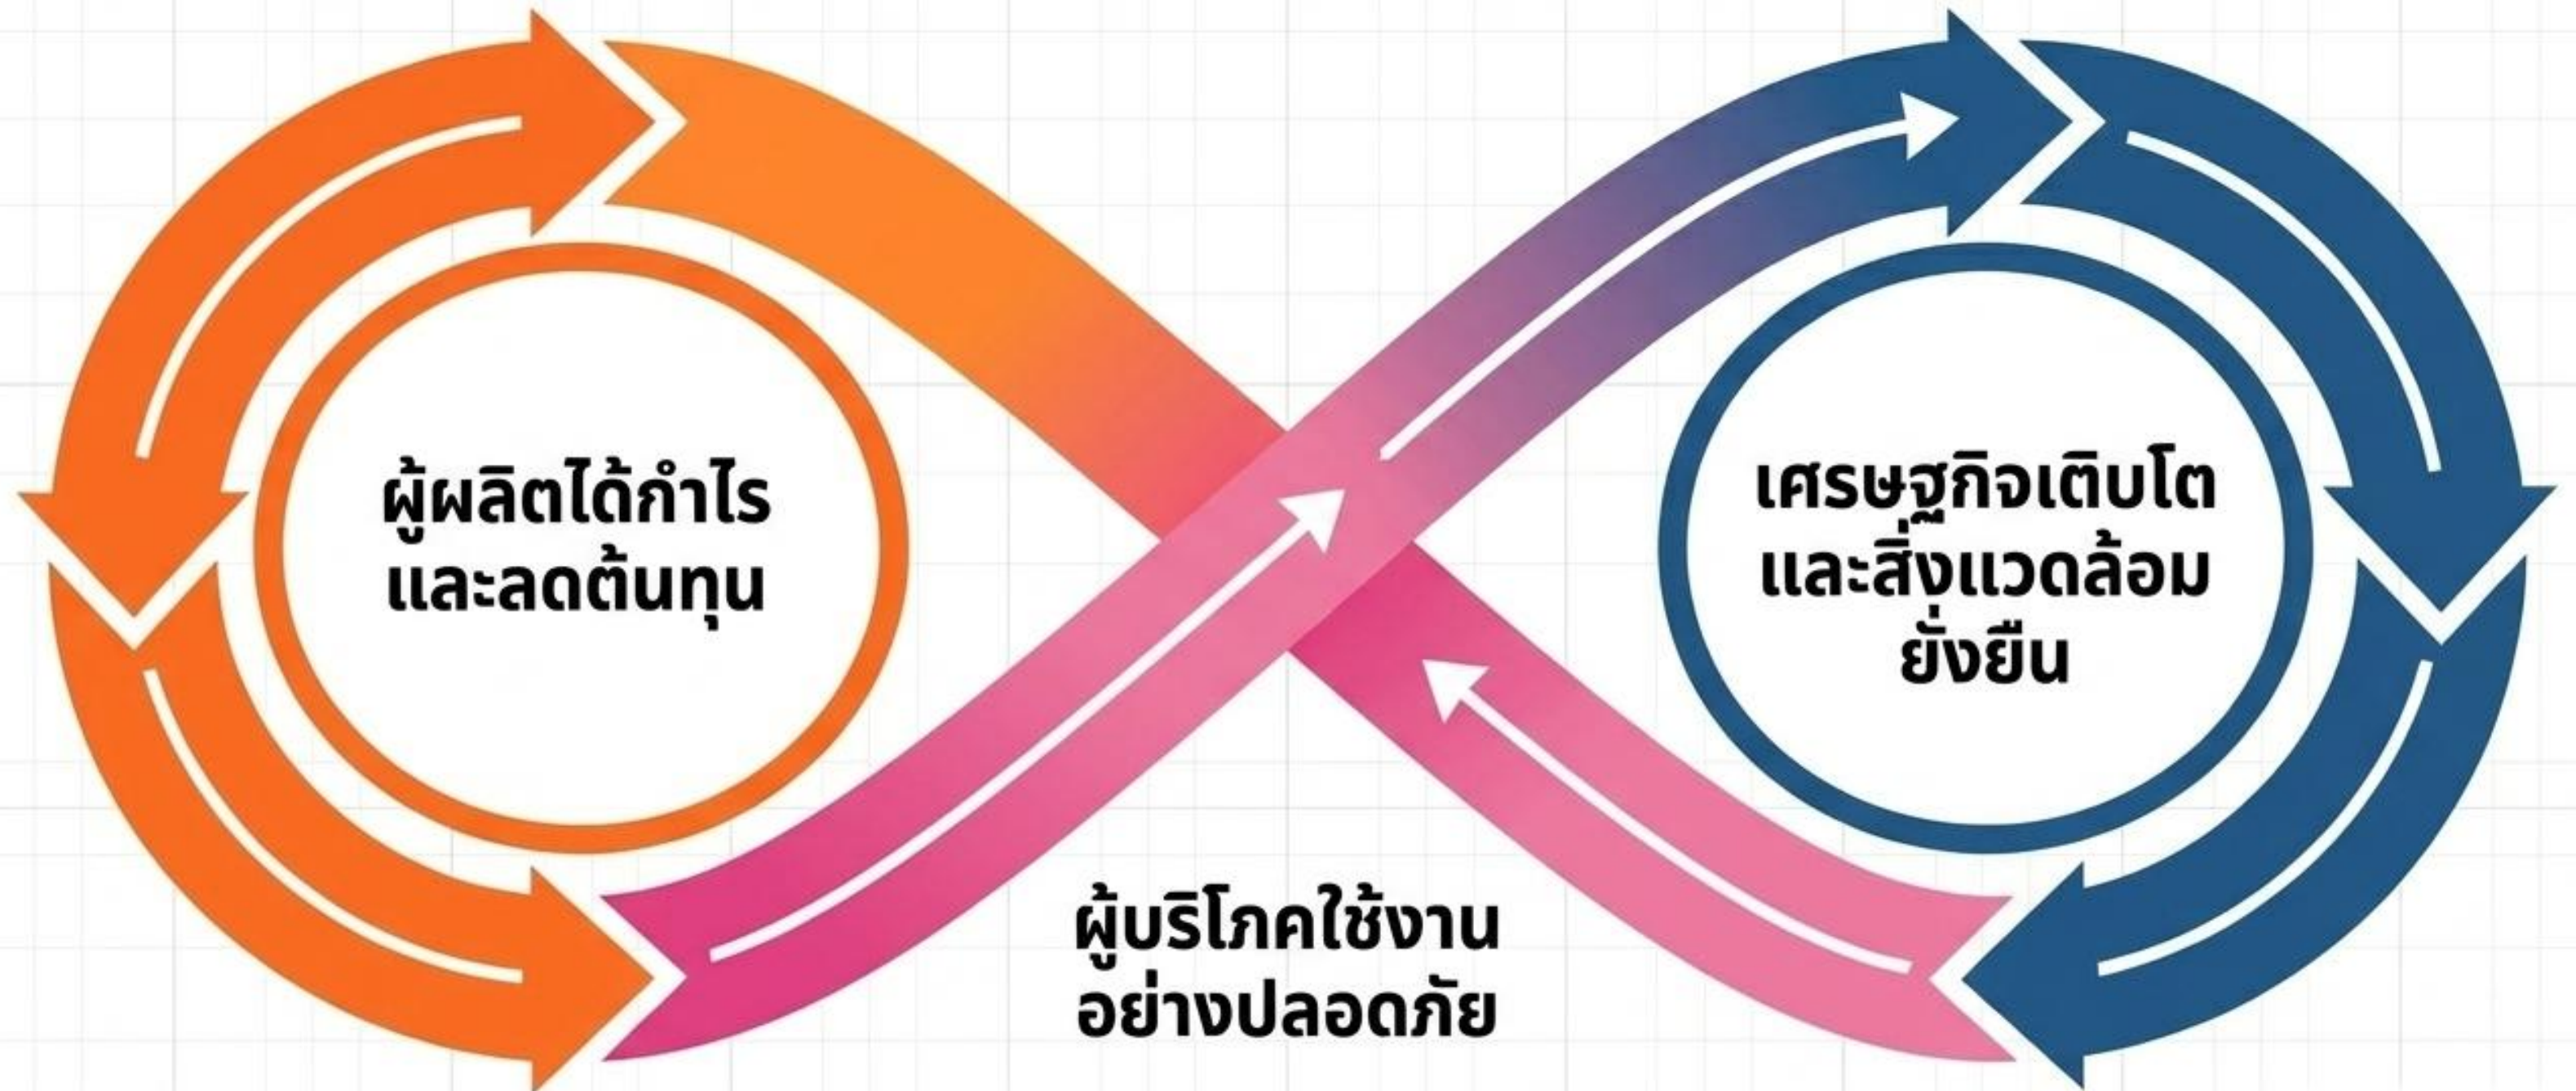 ผู้ผลิตได้กำไร
และลดต้นทุน
เศรษฐกิจเติบโต
และสิ่งแวดล้อม
ยั่งยืน
ผู้บริโภคใช้งาน
อย่างปลอดภัย